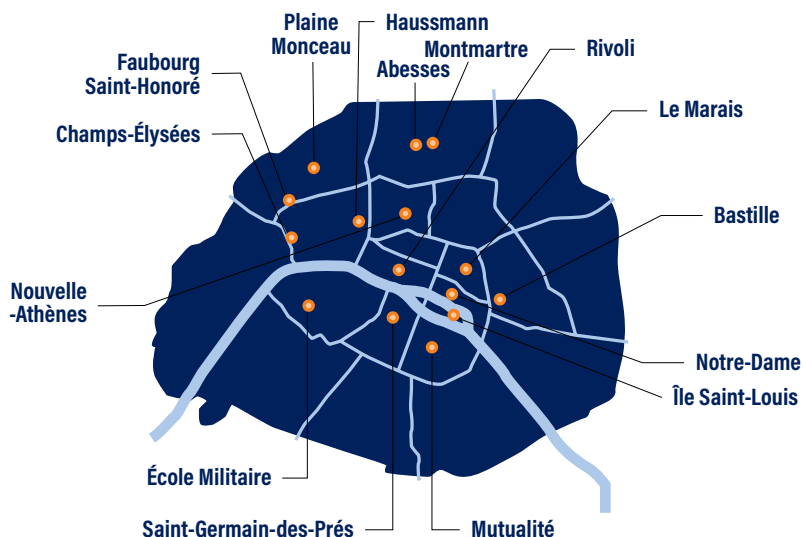 Plaine
Monceau
Haussmann
Montmartre
Abesses
Rivoli
Faubourg
Saint-Honoré
Le Marais
Champs-Élysées
Bastille
Nouvelle
-Athènes
Notre-Dame
Île Saint-Louis
École Militaire
Saint-Germain-des-Prés
Mutualité